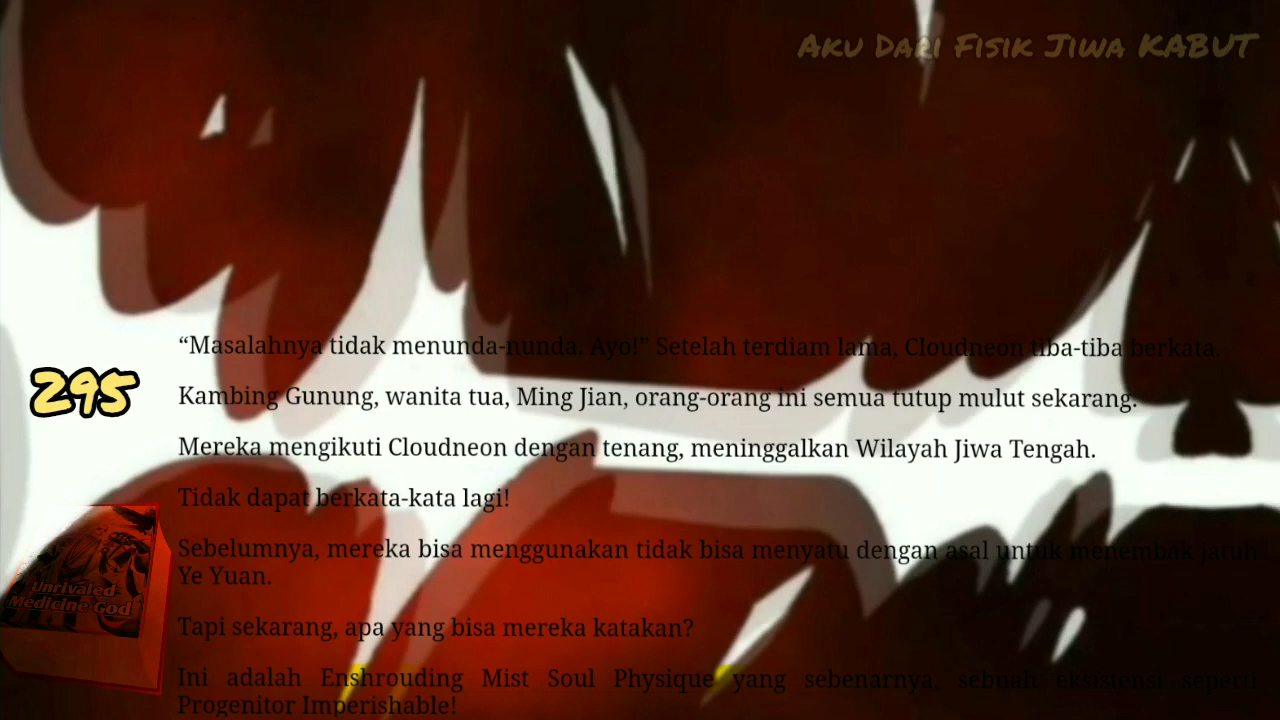 Aku Dari Fisik Jiwa KABUT
“Masalahnya tidak menunda-nunda. Ayo!” Setelah terdiam lama, Cloudneon tiba-tiba berkata.
295
Kambing Gunung, wanita tua, Ming Jian, orang-orang ini semua tutup mulut sekarang.
Mereka mengikuti Cloudneon dengan tenang, meninggalkan Wilayah Jiwa Tengah.
Tidak dapat berkata-kata lagi!
Sebelumnya, mereka bisa menggunakan tidak bisa menyatu dengan asal untuk menembak jatuh
Ye Yuan.
Unrivaled
Medicine God
Tapi sekarang, apa yang bisa mereka katakan?
Ini adalah Enshrouding Mist Soul Physique yang sebenarnya, sebuah eksistensi seperti
Progenitor Imperishable!